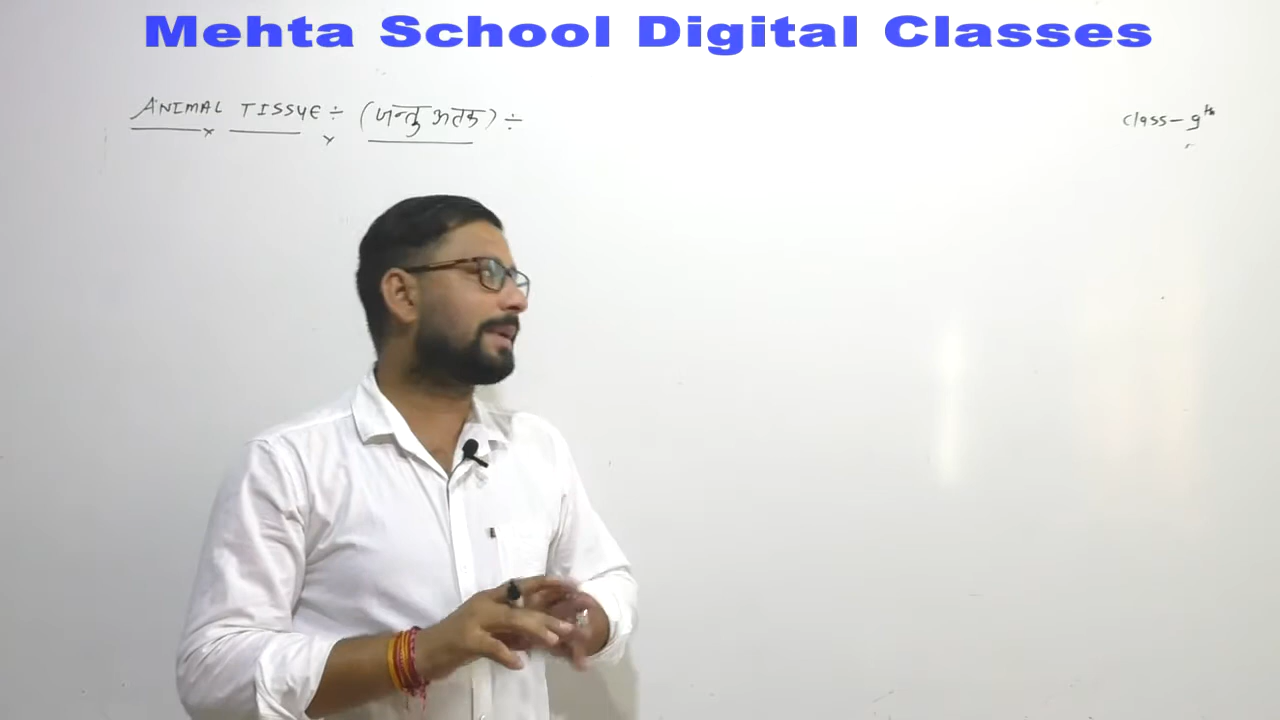 Mehta School Digital Classes
ANIMAL TISSUE ÷ (जन्तु ऊतक) ÷
Class - 9th